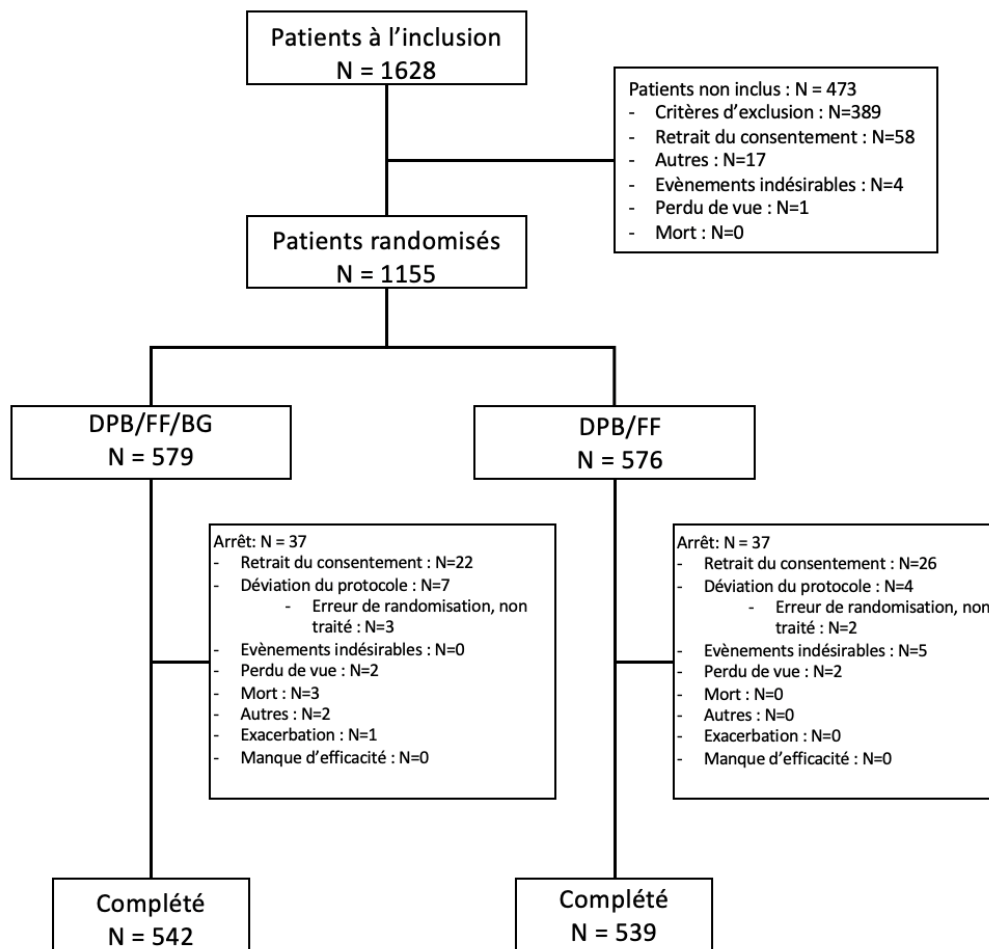 Patients à l’inclusion
N = 1628
Patients non inclus : N = 473
- Critères d’exclusion : N=389
- Retrait du consentement : N=58
- Autres : N=17
- Evènements indésirables : N=4
- Perdu de vue : N=1
- Mort : N=0
Patients randomisés
N = 1155
DPB/FF/BG
N = 579
DPB/FF
N = 576
Arrêt: N = 37
- Retrait du consentement : N=22
- Déviation du protocole : N=7
- Erreur de randomisation, non
traité : N=3
- Evènements indésirables : N=0
- Perdu de vue : N=2
- Mort : N=3
- Autres : N=2
- Exacerbation : N=1
- Manque d’efficacité : N=0
Arrêt: N = 37
- Retrait du consentement : N=26
- Déviation du protocole : N=4
- Erreur de randomisation, non
traité : N=2
- Evènements indésirables : N=5
- Perdu de vue : N=2
- Mort : N=0
- Autres : N=0
- Exacerbation : N=0
- Manque d’efficacité : N=0
Complété
N = 542
Complété
N = 539